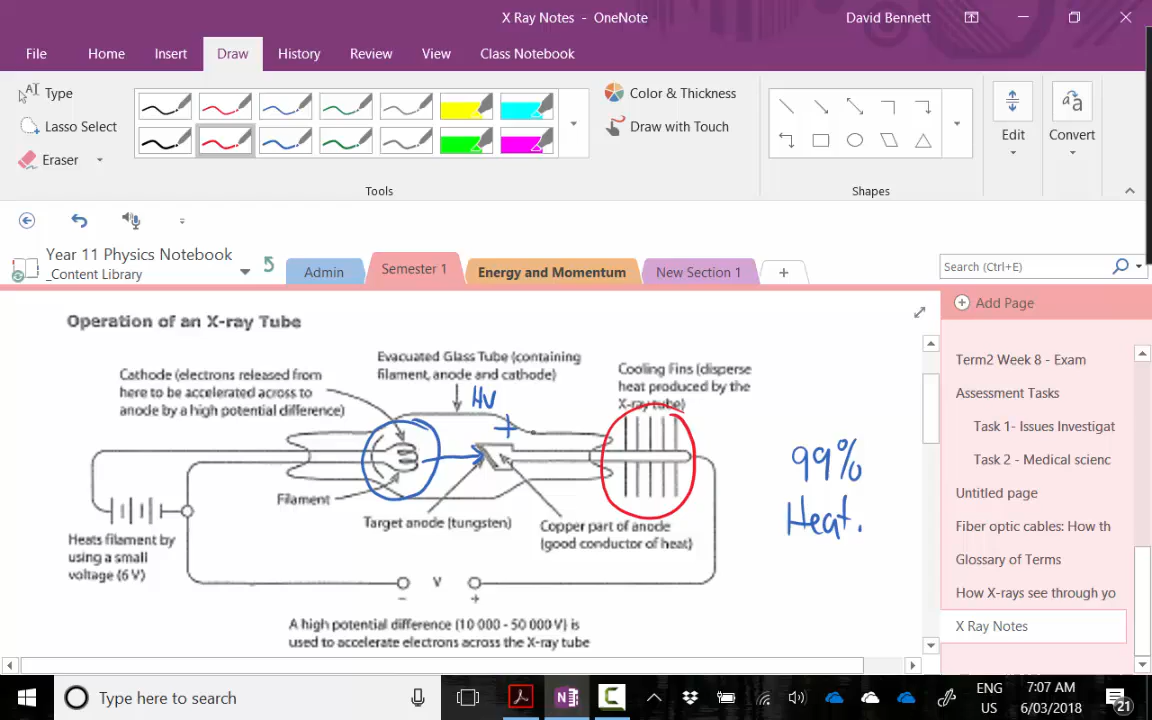 X Ray Notes - OneNote
David Bennett
File
Home
Insert
Draw
History
Review
View
Class Notebook
Type
Lasso Select
Eraser
Color & Thickness
Draw with Touch
Edit
Convert
Tools
Shapes
Year 11 Physics Notebook
_Content Library
Admin
Semester 1
Energy and Momentum
New Section 1
+
Search (Ctrl+E)
Add Page
Term2 Week 8 - Exam
Assessment Tasks
Task 1- Issues Investigat
Task 2 - Medical scienc
Untitled page
Fiber optic cables: How th
Glossary of Terms
How X-rays see through yo
X Ray Notes
Operation of an X-ray Tube
Evacuated Glass Tube (containing
filament, anode and cathode)
Cathode (electrons released from
here to be accelerated across to
anode by a high potential difference)
Cooling Fins (disperse
heat produced by the
X-ray tube)
HV
+
99%
Heat.
Filament
Target anode (tungsten)
Copper part of anode
(good conductor of heat)
Heats filament by
using a small
voltage (6 V)
V
− +
A high potential difference (10 000 - 50 000 V) is
used to accelerate electrons across the X-ray tube
Type here to search
ENG
US
7:07 AM
6/03/2018
21